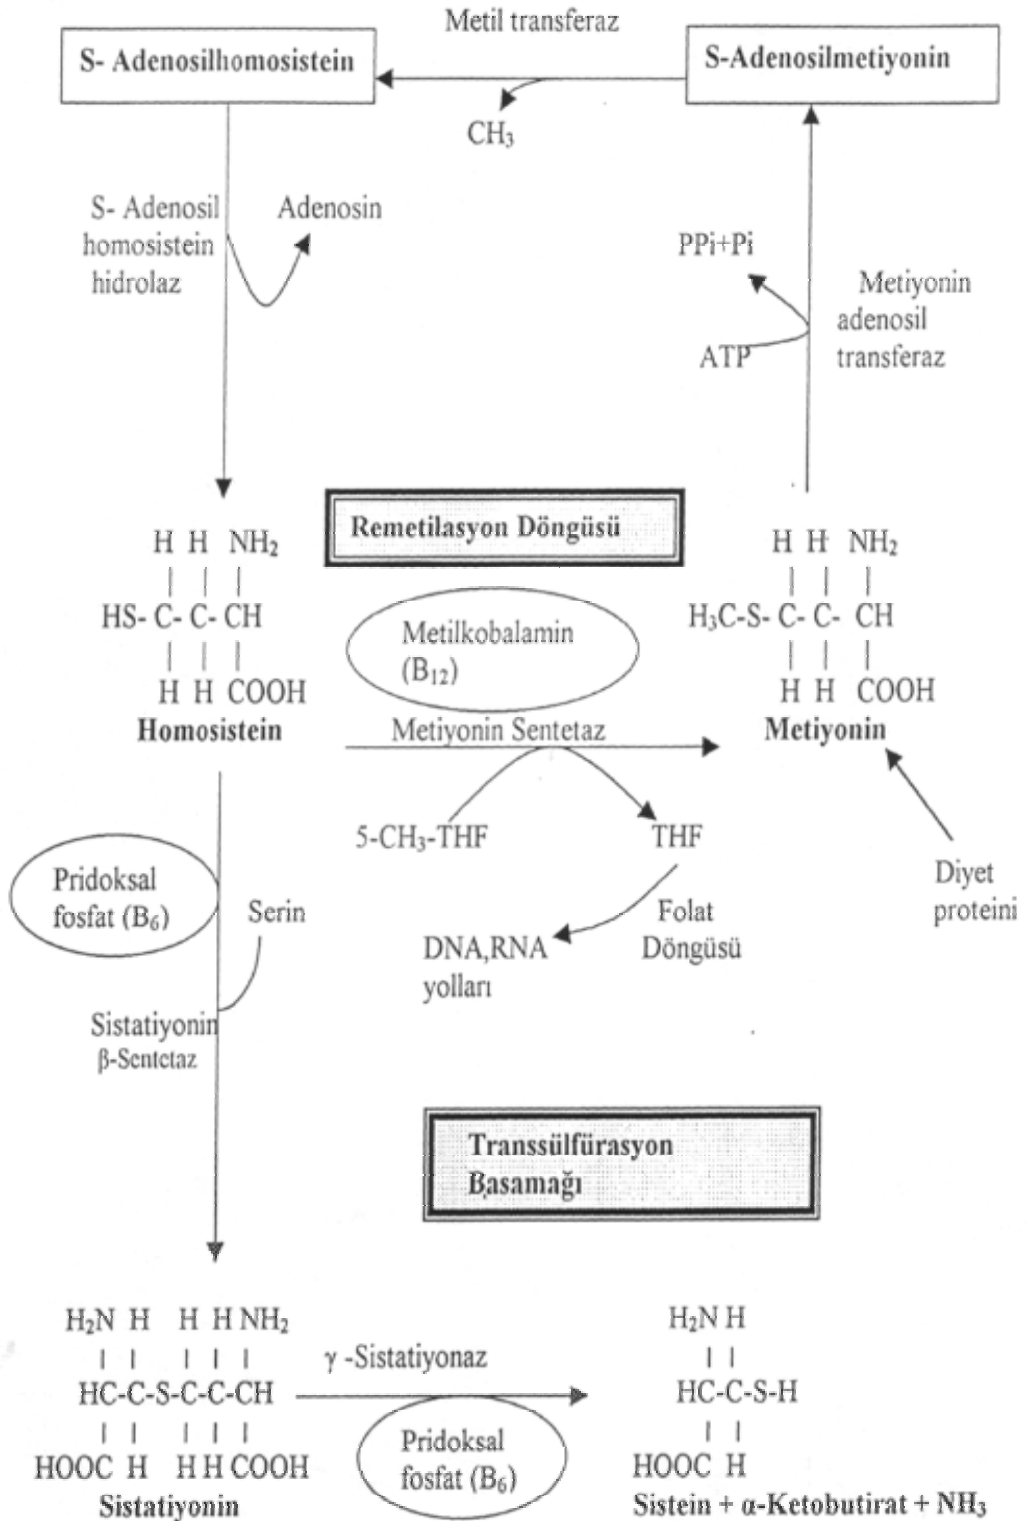 Metil transferaz
S- Adenosilhomosistein
S-Adenosilmetiyonin
CH₃
S- Adenosil
homosistein
hidrolaz
Adenosin
PPi+Pi
ATP
Metiyonin
adenosil
transferaz
Remetilasyon Döngüsü
H H NH₂
HS- C- C- CH
H H COOH
Homosistein
Metilkobalamin
(B₁₂)
Metiyonin Sentetaz
H H NH₂
H₃C-S- C- C- CH
H H COOH
Metiyonin
5-CH₃-THF
THF
Diyet
proteini
Pridoksal
fosfat (B₆)
Serin
Folat
Döngüsü
DNA,RNA
yolları
Sistatiyonin
β-Sentetaz
Transsülfürasyon
Basamağı
H₂N H H H NH₂
HC-C-S-C-C-CH
HOOC H H H COOH
Sistatiyonin
γ -Sistatiyonaz
Pridoksal
fosfat (B₆)
H₂N H
HC-C-S-H
HOOC H
Sistein + α-Ketobutirat + NH₃